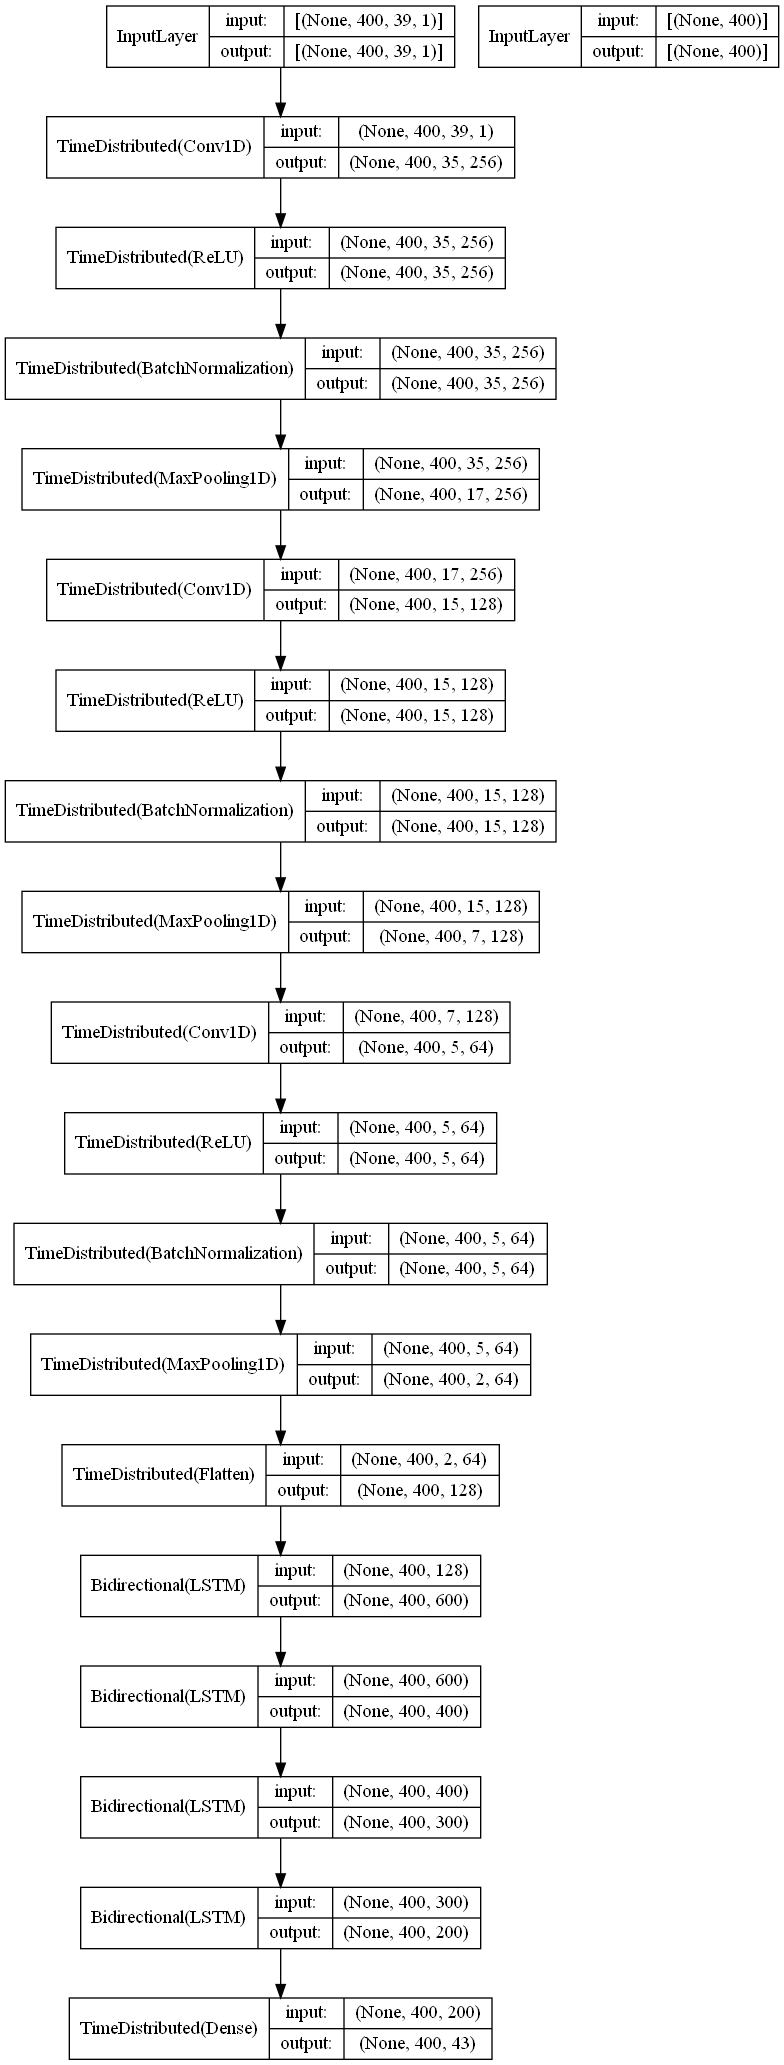 InputLayer input: [(None, 400, 39, 1)]
output: [(None, 400, 39, 1)]
InputLayer input: [(None, 400)]
output: [(None, 400)]
TimeDistributed(Conv1D) input: (None, 400, 39, 1)
output: (None, 400, 35, 256)
TimeDistributed(ReLU) input: (None, 400, 35, 256)
output: (None, 400, 35, 256)
TimeDistributed(BatchNormalization) input: (None, 400, 35, 256)
output: (None, 400, 35, 256)
TimeDistributed(MaxPooling1D) input: (None, 400, 35, 256)
output: (None, 400, 17, 256)
TimeDistributed(Conv1D) input: (None, 400, 17, 256)
output: (None, 400, 15, 128)
TimeDistributed(ReLU) input: (None, 400, 15, 128)
output: (None, 400, 15, 128)
TimeDistributed(BatchNormalization) input: (None, 400, 15, 128)
output: (None, 400, 15, 128)
TimeDistributed(MaxPooling1D) input: (None, 400, 15, 128)
output: (None, 400, 7, 128)
TimeDistributed(Conv1D) input: (None, 400, 7, 128)
output: (None, 400, 5, 64)
TimeDistributed(ReLU) input: (None, 400, 5, 64)
output: (None, 400, 5, 64)
TimeDistributed(BatchNormalization) input: (None, 400, 5, 64)
output: (None, 400, 5, 64)
TimeDistributed(MaxPooling1D) input: (None, 400, 5, 64)
output: (None, 400, 2, 64)
TimeDistributed(Flatten) input: (None, 400, 2, 64)
output: (None, 400, 128)
Bidirectional(LSTM) input: (None, 400, 128)
output: (None, 400, 600)
Bidirectional(LSTM) input: (None, 400, 600)
output: (None, 400, 400)
Bidirectional(LSTM) input: (None, 400, 400)
output: (None, 400, 300)
Bidirectional(LSTM) input: (None, 400, 300)
output: (None, 400, 200)
TimeDistributed(Dense) input: (None, 400, 200)
output: (None, 400, 43)